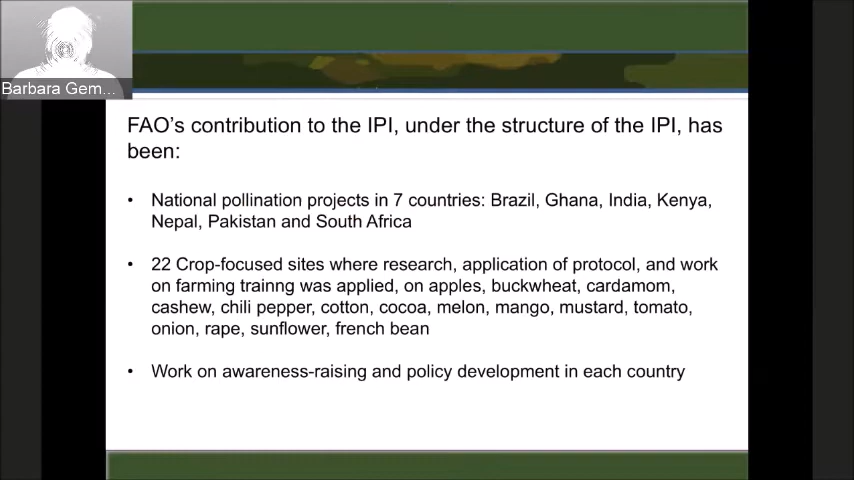 Barbara Gem...
FAO's contribution to the IPI, under the structure of the IPI, has
been:
• National pollination projects in 7 countries: Brazil, Ghana, India, Kenya,
Nepal, Pakistan and South Africa
• 22 Crop-focused sites where research, application of protocol, and work
on farming trainng was applied, on apples, buckwheat, cardamom,
cashew, chili pepper, cotton, cocoa, melon, mango, mustard, tomato,
onion, rape, sunflower, french bean
• Work on awareness-raising and policy development in each country